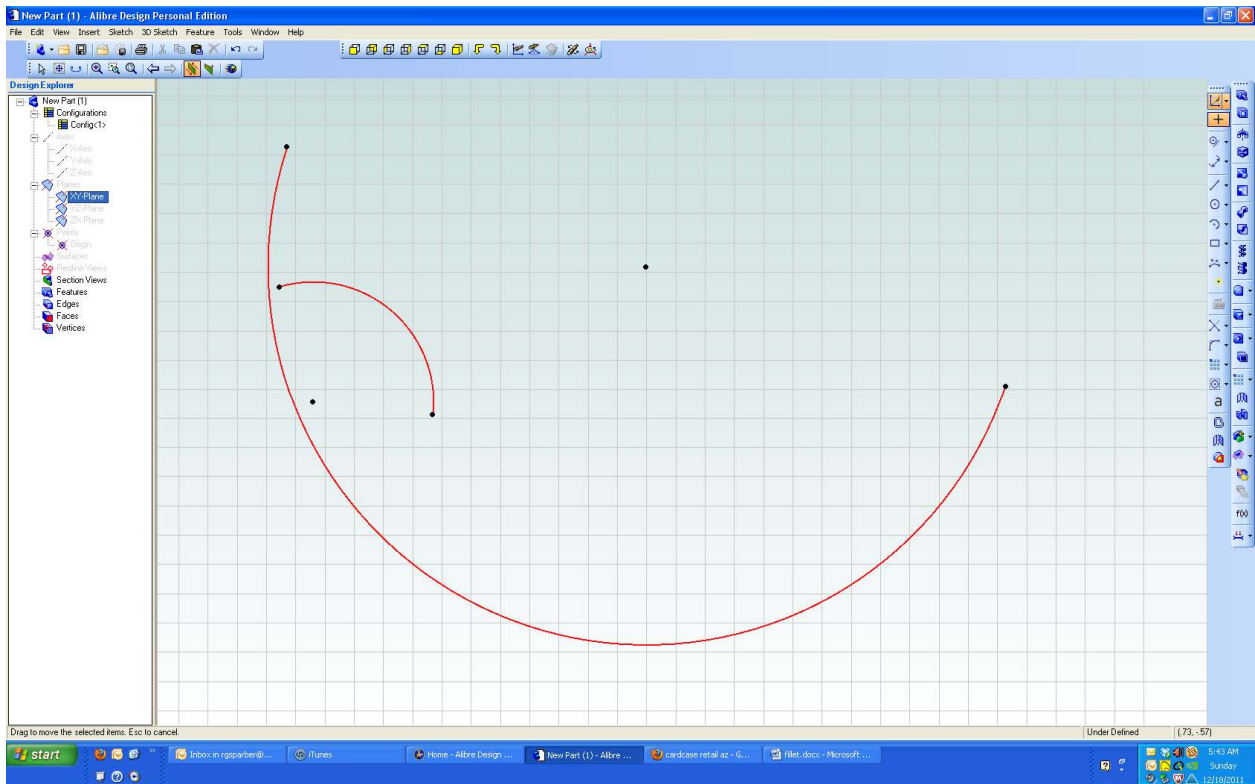 New Part (1) - Alibre Design Personal Edition
File Edit View Insert Sketch 3D Sketch Feature Tools Window Help
Design Explorer
New Part (1)
Configurations
Config<1>
Axes
X-Axis
Y-Axis
Z-Axis
Planes
XY-Plane
YZ-Plane
ZX-Plane
Points
Origin
Surfaces
Redline Views
Section Views
Features
Edges
Faces
Vertices
a
f(x)
Drag to move the selected items. Esc to cancel.
Under Defined
(.73, -.57)
start
Inbox in rgsparber@...
iTunes
Home - Alibre Design ...
New Part (1) - Alibre ...
cardcase retail az - G...
fillet.docx - Microsoft ...
5:43 AM
Sunday
12/18/2011